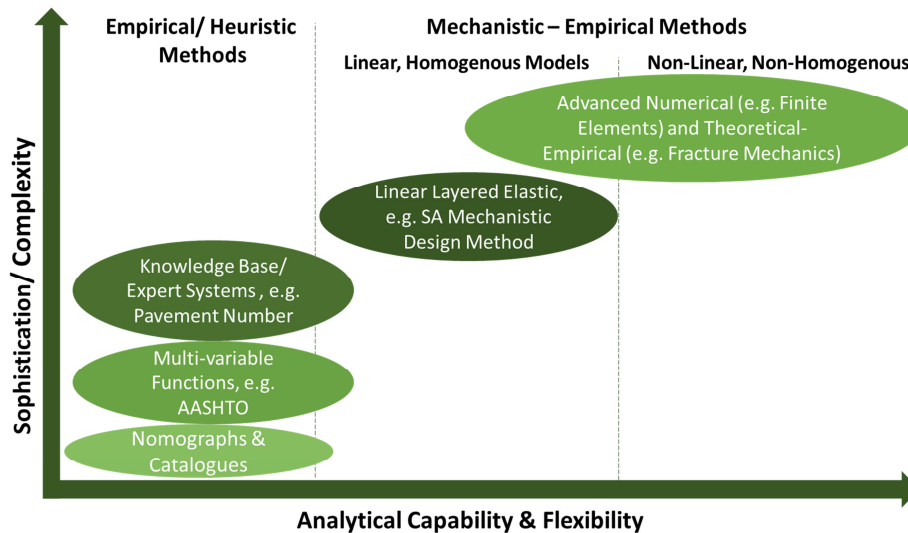 Empirical/ Heuristic
Methods
Mechanistic – Empirical Methods
Linear, Homogenous Models
Non-Linear, Non-Homogenous
Advanced Numerical (e.g. Finite
Elements) and Theoretical-
Empirical (e.g. Fracture Mechanics)
Linear Layered Elastic,
e.g. SA Mechanistic
Design Method
Knowledge Base/
Expert Systems , e.g.
Pavement Number
Multi-variable
Functions, e.g.
AASHTO
Nomographs &
Catalogues
Sophistication/ Complexity
Analytical Capability & Flexibility